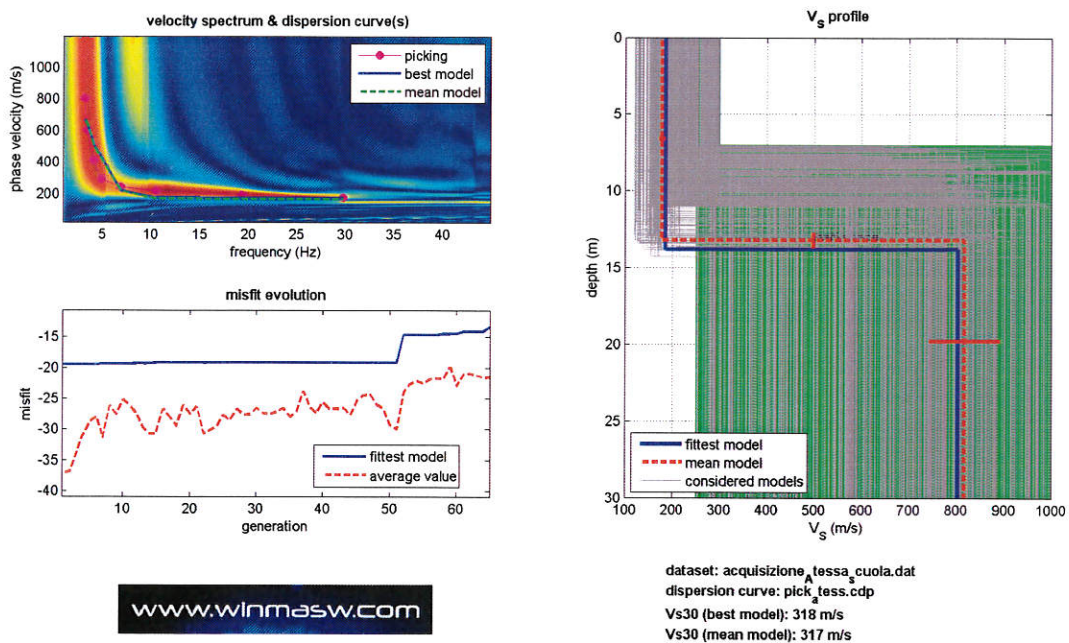 velocity spectrum & dispersion curve(s)
1000
800
600
400
200
phase velocity (m/s)
picking
best model
mean model
5
10
15
20
25
30
35
40
frequency (Hz)
misfit evolution
-15
-20
-25
-30
-35
-40
misfit
fittest model
average value
10
20
30
40
50
60
generation
www.winmasw.com
VS profile
0
5
10
15
20
25
30
depth (m)
fittest model
mean model
considered models
100
200
300
400
500
600
700
800
900
1000
VS (m/s)
dataset: acquisizioneAtessascuola.dat
dispersion curve: pickatess.cdp
Vs30 (best model): 318 m/s
Vs30 (mean model): 317 m/s